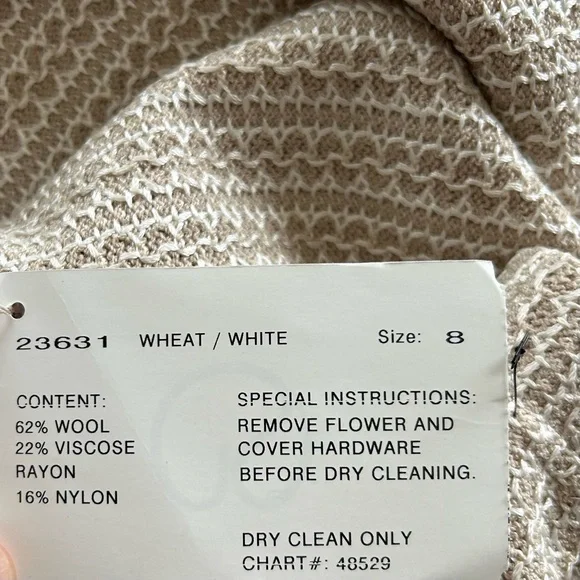 23631 WHEAT / WHITE Size: 8
CONTENT:
62% WOOL
22% VISCOSE
RAYON
16% NYLON
SPECIAL INSTRUCTIONS:
REMOVE FLOWER AND
COVER HARDWARE
BEFORE DRY CLEANING.
DRY CLEAN ONLY
CHART#: 48529